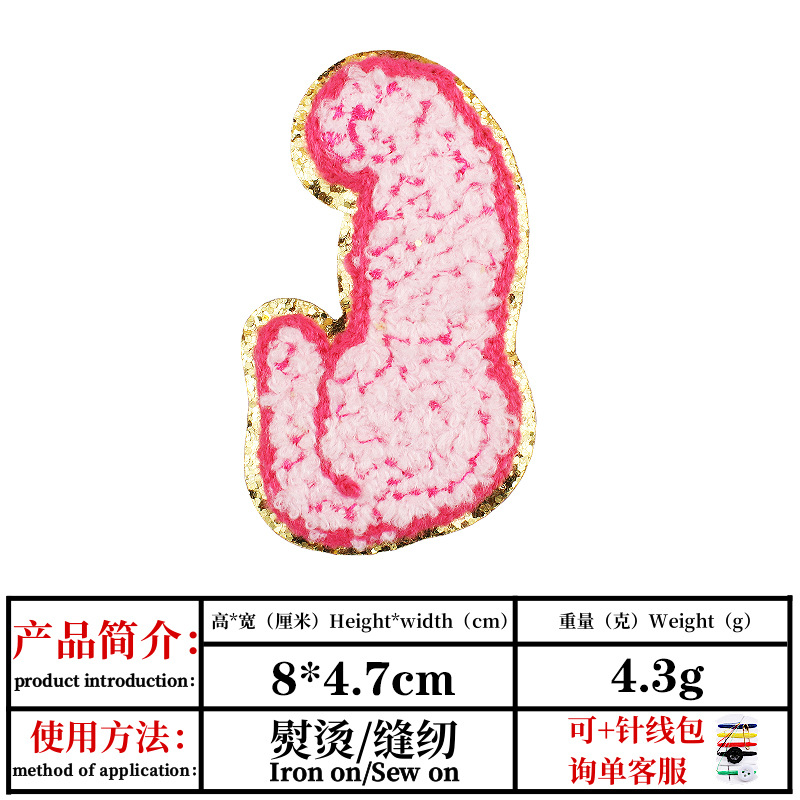 产品简介：
product introduction：
高*宽（厘米）Height*width（cm）
重量（克）Weight（g）
8*4.7cm
4.3g
使用方法：
method of application：
熨烫/缝纫
Iron on/Sew on
可+针线包
询单客服